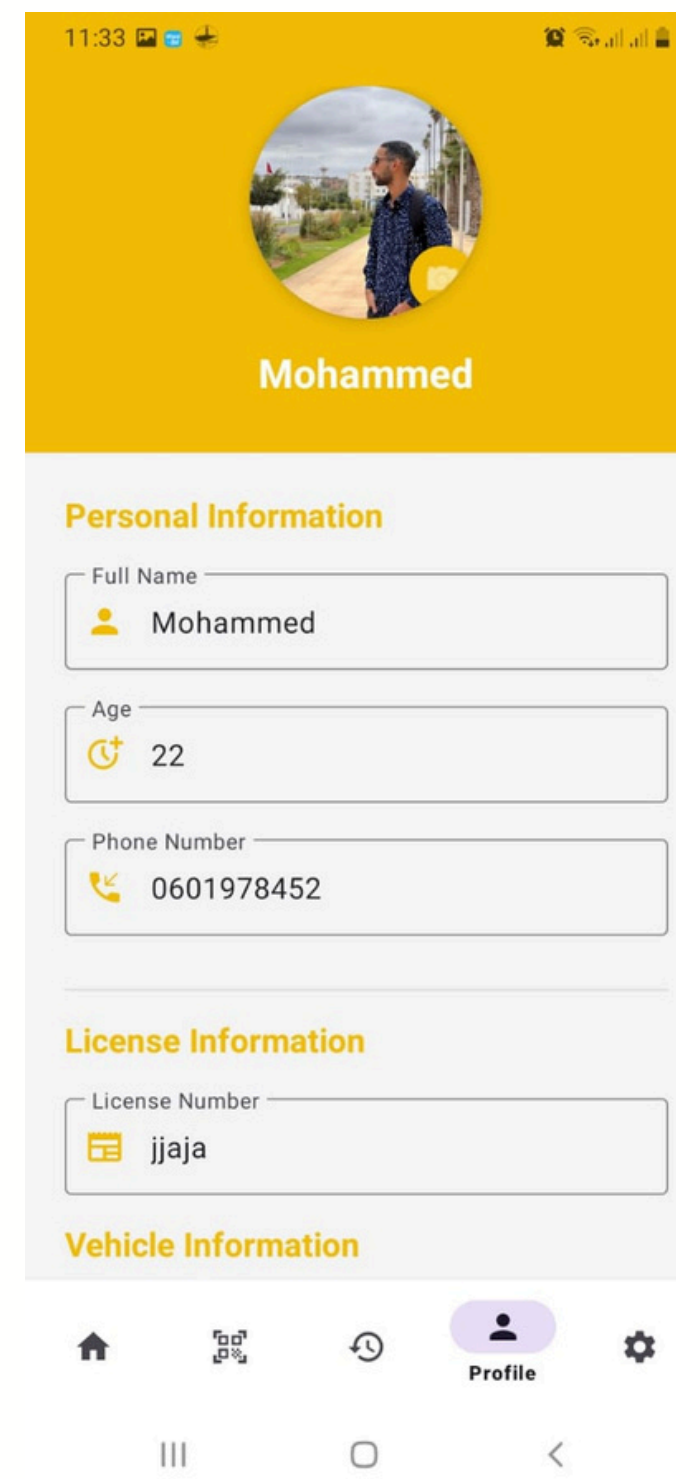 11:33
Mohammed
Personal Information
Full Name
Mohammed
Age
22
Phone Number
0601978452
License Information
License Number
jjaja
Vehicle Information
Profile